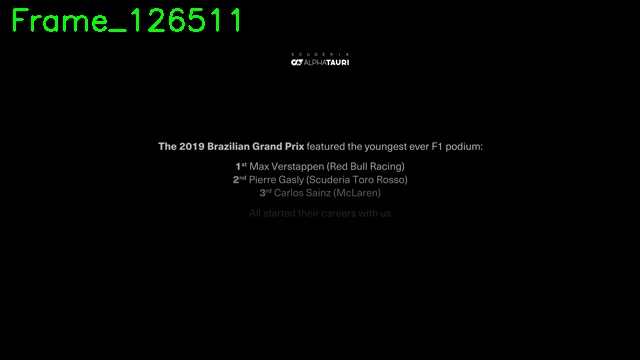 Frame_126511
SCUDERIA
ALPHATAURI
The 2019 Brazilian Grand Prix featured the youngest ever F1 podium:
1st Max Verstappen (Red Bull Racing)
2nd Pierre Gasly (Scuderia Toro Rosso)
3rd Carlos Sainz (McLaren)
All started their careers with us